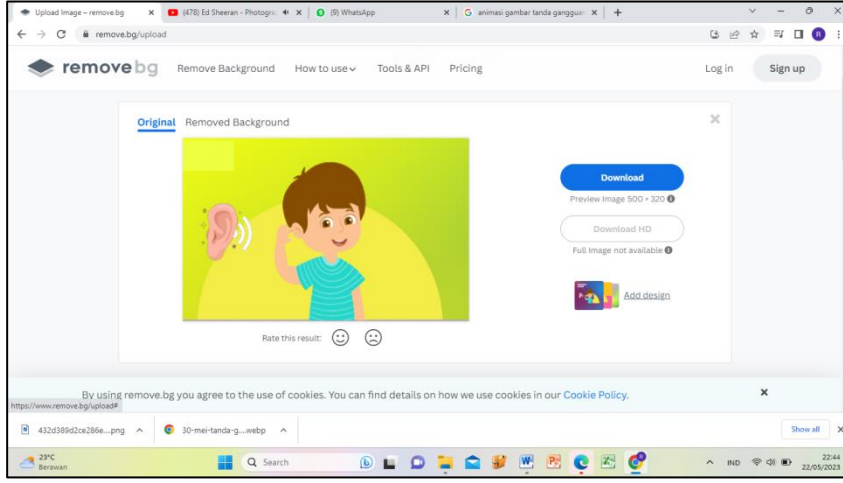 Upload Image – remove.bg
(478) Ed Sheeran - Photogra
(9) WhatsApp
animasi gambar tanda ganggua
remove.bg/upload
R
removebg
Remove Background
How to use
Tools & API
Pricing
Log in
Sign up
Original
Removed Background
Download
Preview Image 500 × 320
Download HD
Full Image not available
Add design
Rate this result:
By using remove.bg you agree to the use of cookies. You can find details on how we use cookies in our Cookie Policy.
https://www.remove.bg/upload#
432d389d2ce286e....png
30-mei-tanda-g....webp
Show all
23°C
Berawan
Search
IND
22:44
22/05/2023